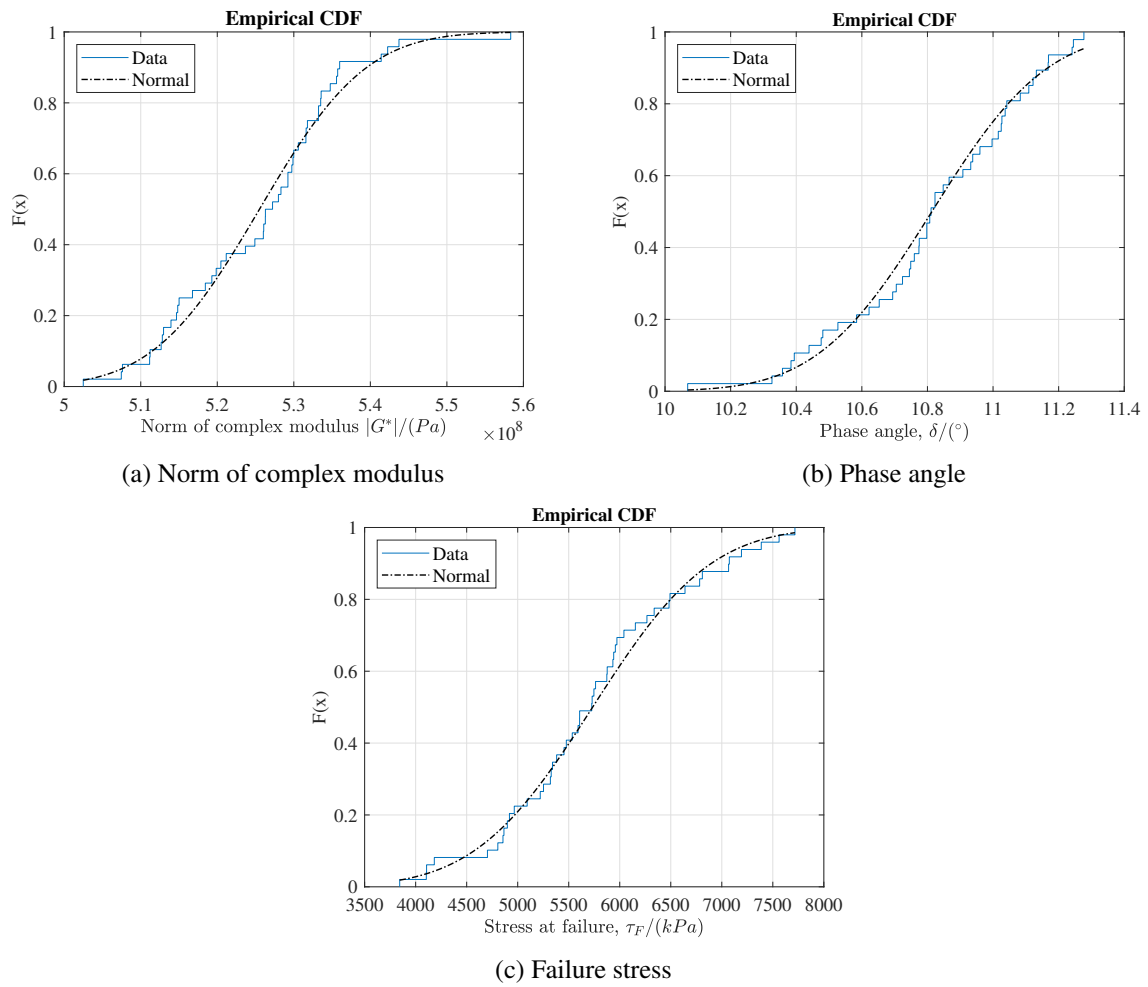 Empirical CDF
Data
Normal
1
0.8
0.6
0.4
0.2
0
F(x)
5 5.1 5.2 5.3 5.4 5.5 5.6
Norm of complex modulus |G*|/(Pa) ×10⁸
(a) Norm of complex modulus
Empirical CDF
Data
Normal
1
0.8
0.6
0.4
0.2
0
F(x)
10 10.2 10.4 10.6 10.8 11 11.2 11.4
Phase angle, δ/(°)
(b) Phase angle
Empirical CDF
Data
Normal
1
0.8
0.6
0.4
0.2
0
F(x)
3500 4000 4500 5000 5500 6000 6500 7000 7500 8000
Stress at failure, τ_F/(kPa)
(c) Failure stress